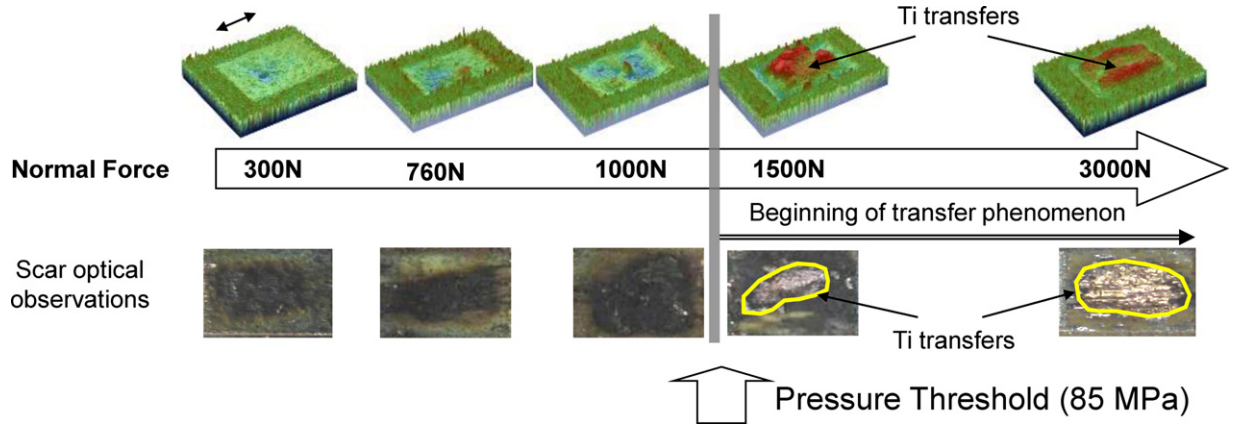 Ti transfers
Normal Force
300N
760N
1000N
1500N
3000N
Beginning of transfer phenomenon
Scar optical
observations
Ti transfers
Pressure Threshold (85 MPa)